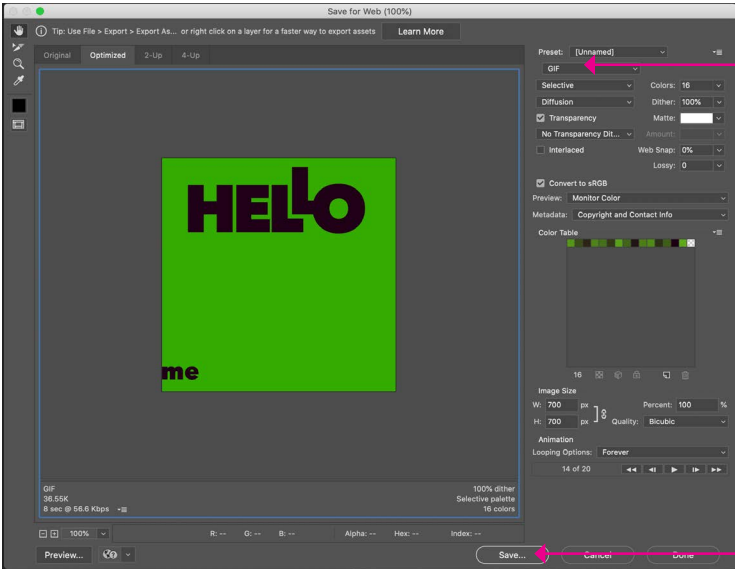 Save for Web (100%)
Tip: Use File > Export > Export As... or right click on a layer for a faster way to export assets
Learn More
Original Optimized 2-Up 4-Up
HELLO
me
GIF
36.55K
8 sec @ 56.6 Kbps
100% dither
Selective palette
16 colors
Preset: [Unnamed]
GIF
Selective Colors: 16
Diffusion Dither: 100%
Transparency Matte:
No Transparency Dit... Amount:
Interlaced Web Snap: 0%
Lossy: 0
Convert to sRGB
Preview: Monitor Color
Metadata: Copyright and Contact Info
Color Table
16
Image Size
W: 700 px Percent: 100 %
H: 700 px Quality: Bicubic
Animation
Looping Options: Forever
14 of 20
100% R: -- G: -- B: -- Alpha: -- Hex: -- Index: --
Preview... Save... Cancel Done